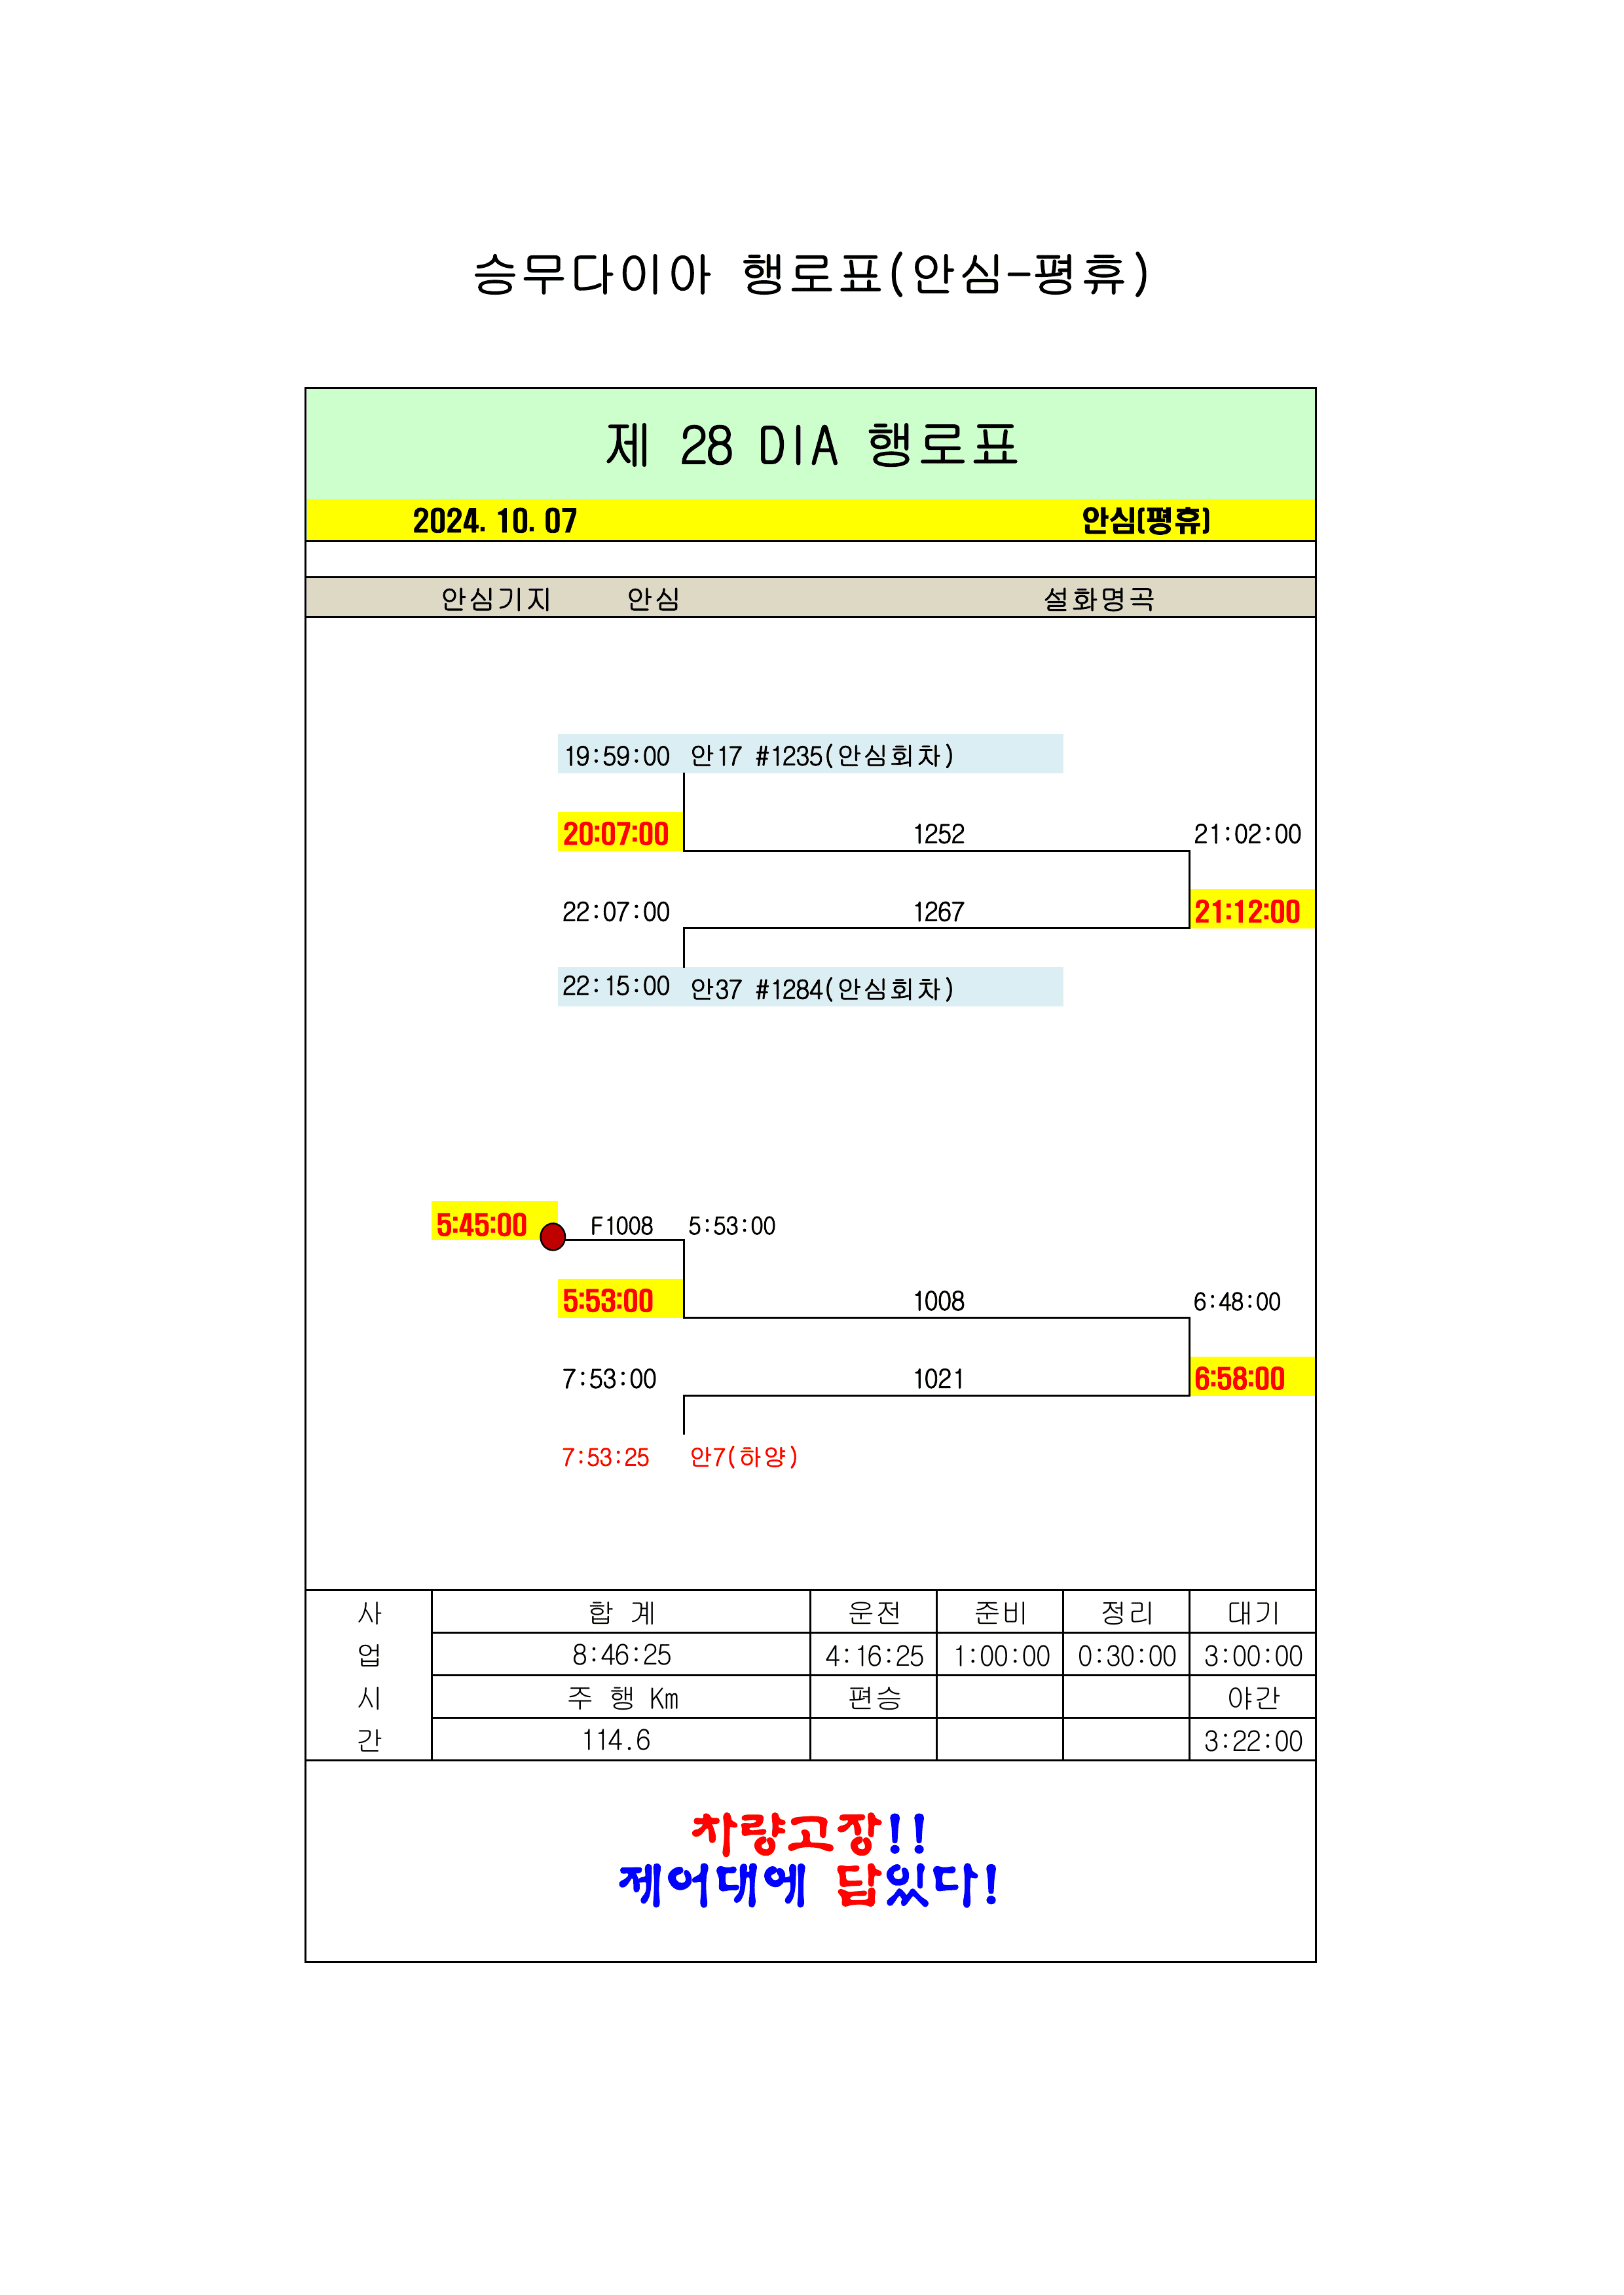 승무다이아 행로표(안심-평휴)
제 28 DIA 행로표
2024. 10. 07 안심(평휴)
안심기지 안심 설화명곡
19:59:00 안17 #1235(안심회차)
20:07:00 1252 21:02:00
22:07:00 1267 21:12:00
22:15:00 안37 #1284(안심회차)
5:45:00 F1008 5:53:00
5:53:00 1008 6:48:00
7:53:00 1021 6:58:00
7:53:25 안7(하양)
사 합 계 운전 준비 정리 대기
업 8:46:25 4:16:25 1:00:00 0:30:00 3:00:00
시 주 행 Km 편승 야간
간 114.6 3:22:00
차량고장!!
제어대에 답있다!